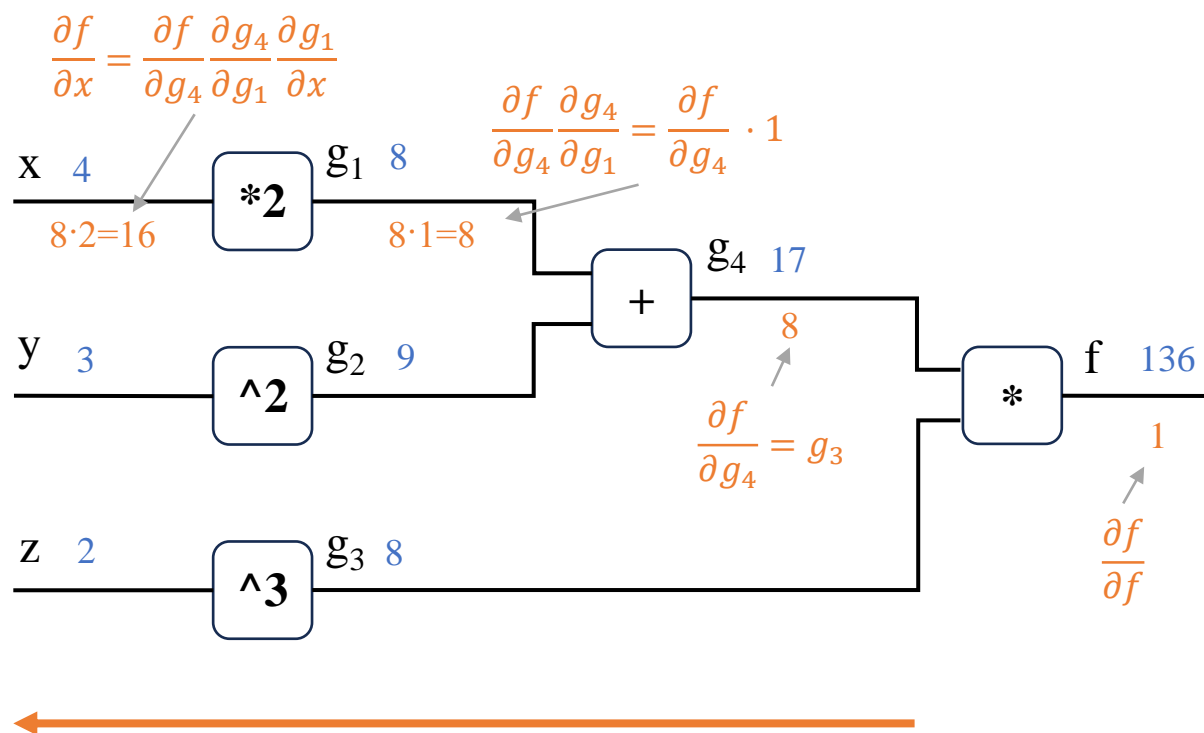 ∂f/∂x = ∂f/∂g₄ ∂g₄/∂g₁ ∂g₁/∂x
∂f/∂g₄ ∂g₄/∂g₁ = ∂f/∂g₄ · 1
x 4
*2
g₁ 8
8·2=16
8·1=8
g₄ 17
+
8
y 3
^2
g₂ 9
f 136
*
1
∂f/∂g₄ = g₃
∂f/∂f
z 2
^3
g₃ 8